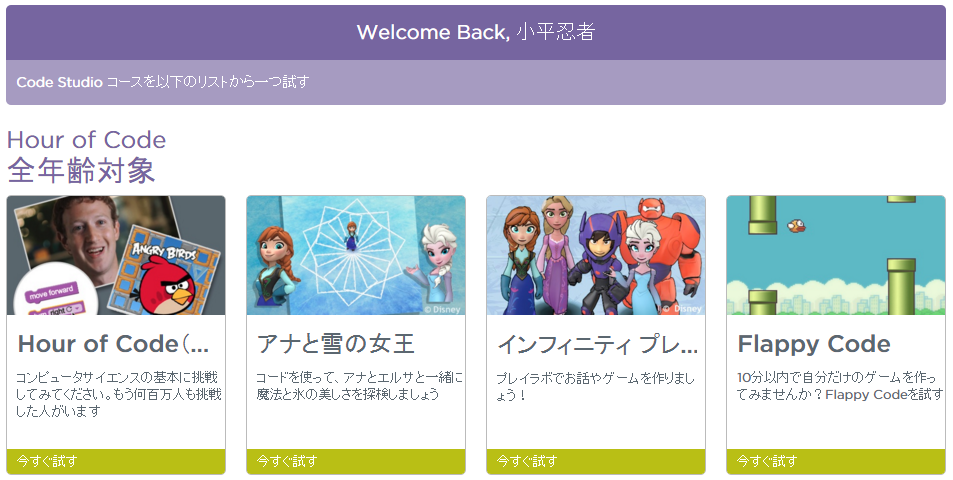 Welcome Back, 小平忍者
Code Studio コースを以下のリストから一つ試す
Hour of Code
全年齢対象
ANGRY BIRDS
move forward
right
© Disney
© Disney
Hour of Code(...
コンピュータサイエンスの基本に挑戦
してみてください。もう何百万人も挑戦
した人がいます
今すぐ試す
アナと雪の女王
コードを使って、アナとエルサと一緒に
魔法と氷の美しさを探検しましょう
今すぐ試す
インフィニティ プレ...
プレイラボでお話やゲームを作りまし
ょう!
今すぐ試す
Flappy Code
10分以内で自分だけのゲームを作っ
てみませんか?Flappy Codeを試す
今すぐ試す